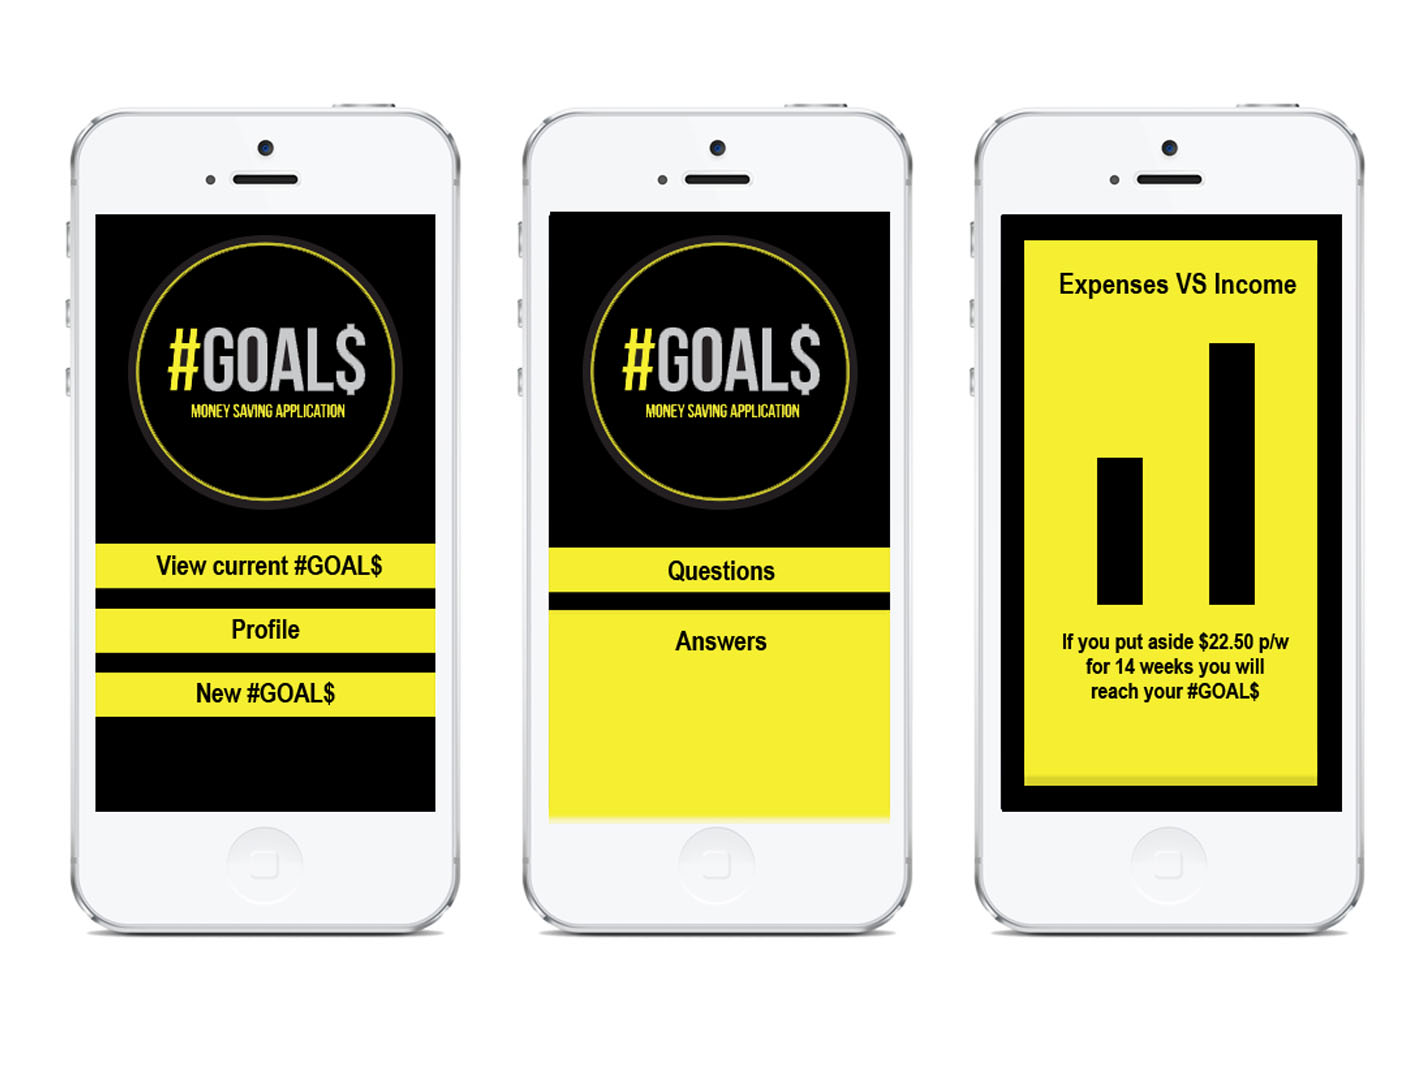 #GOAL$
MONEY SAVING APPLICATION
View current #GOAL$
Profile
New #GOAL$
#GOAL$
MONEY SAVING APPLICATION
Questions
Answers
Expenses VS Income
If you put aside $22.50 p/w
for 14 weeks you will
reach your #GOAL$